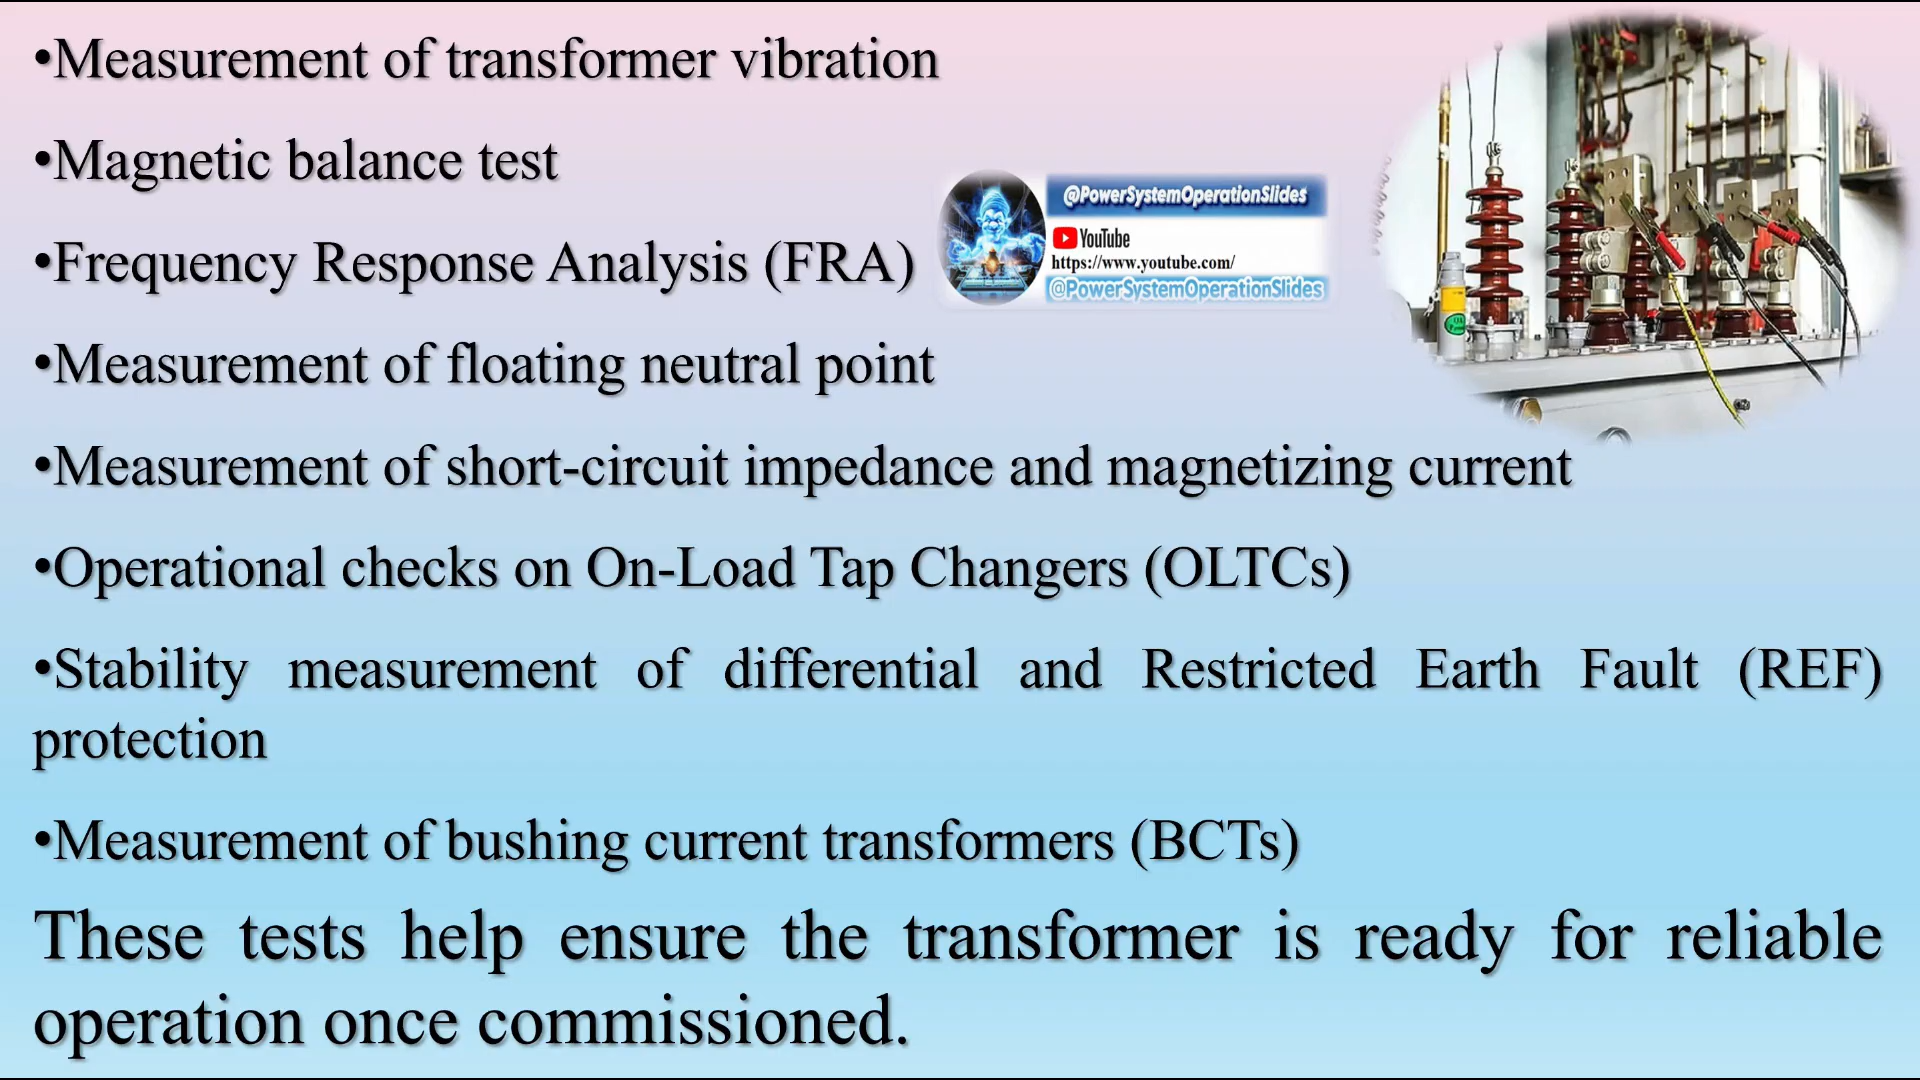 •Measurement of transformer vibration
•Magnetic balance test
•Frequency Response Analysis (FRA)
@PowerSystemOperationSlides
YouTube
https://www.youtube.com/
@PowerSystemOperationSlides
•Measurement of floating neutral point
•Measurement of short-circuit impedance and magnetizing current
•Operational checks on On-Load Tap Changers (OLTCs)
•Stability measurement of differential and Restricted Earth Fault (REF)
protection
•Measurement of bushing current transformers (BCTs)
These tests help ensure the transformer is ready for reliable
operation once commissioned.